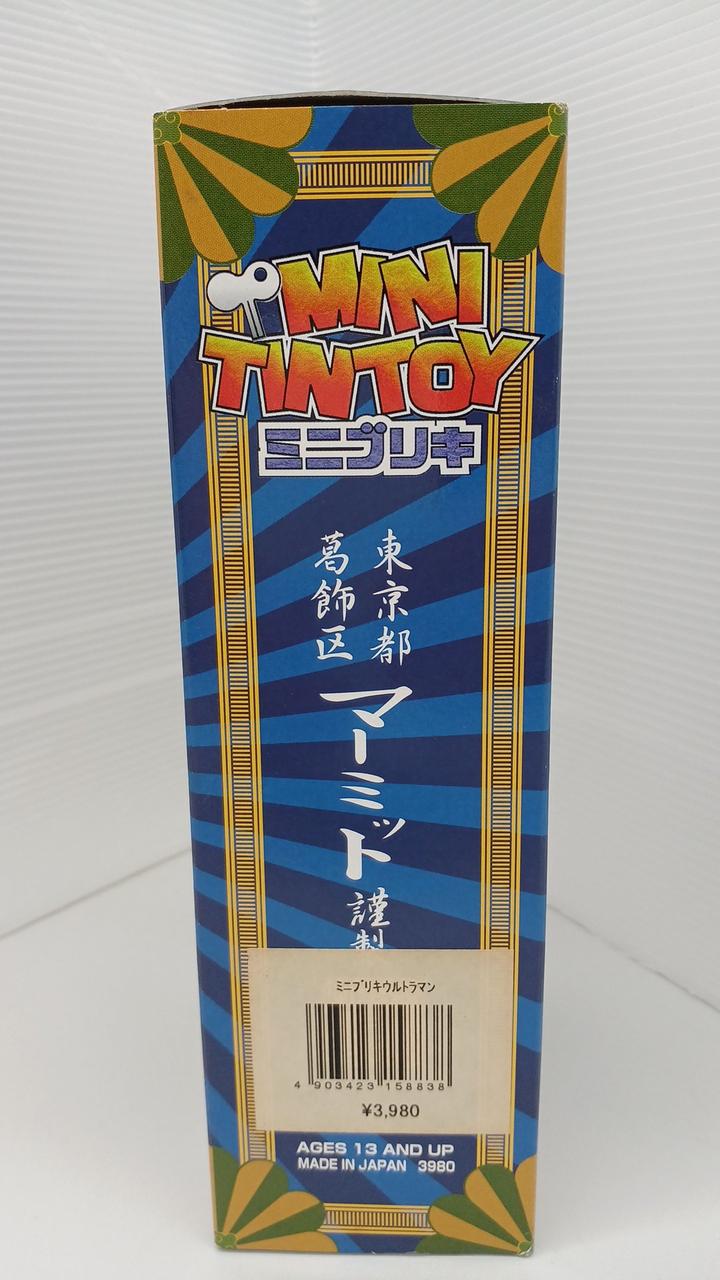 MINI
TINTOY
ミニブリキ
東京都
葛飾区
マーミット
謹製
ミニブリキウルトラマン
4 903423 158838
¥3,980
AGES 13 AND UP
MADE IN JAPAN 3980